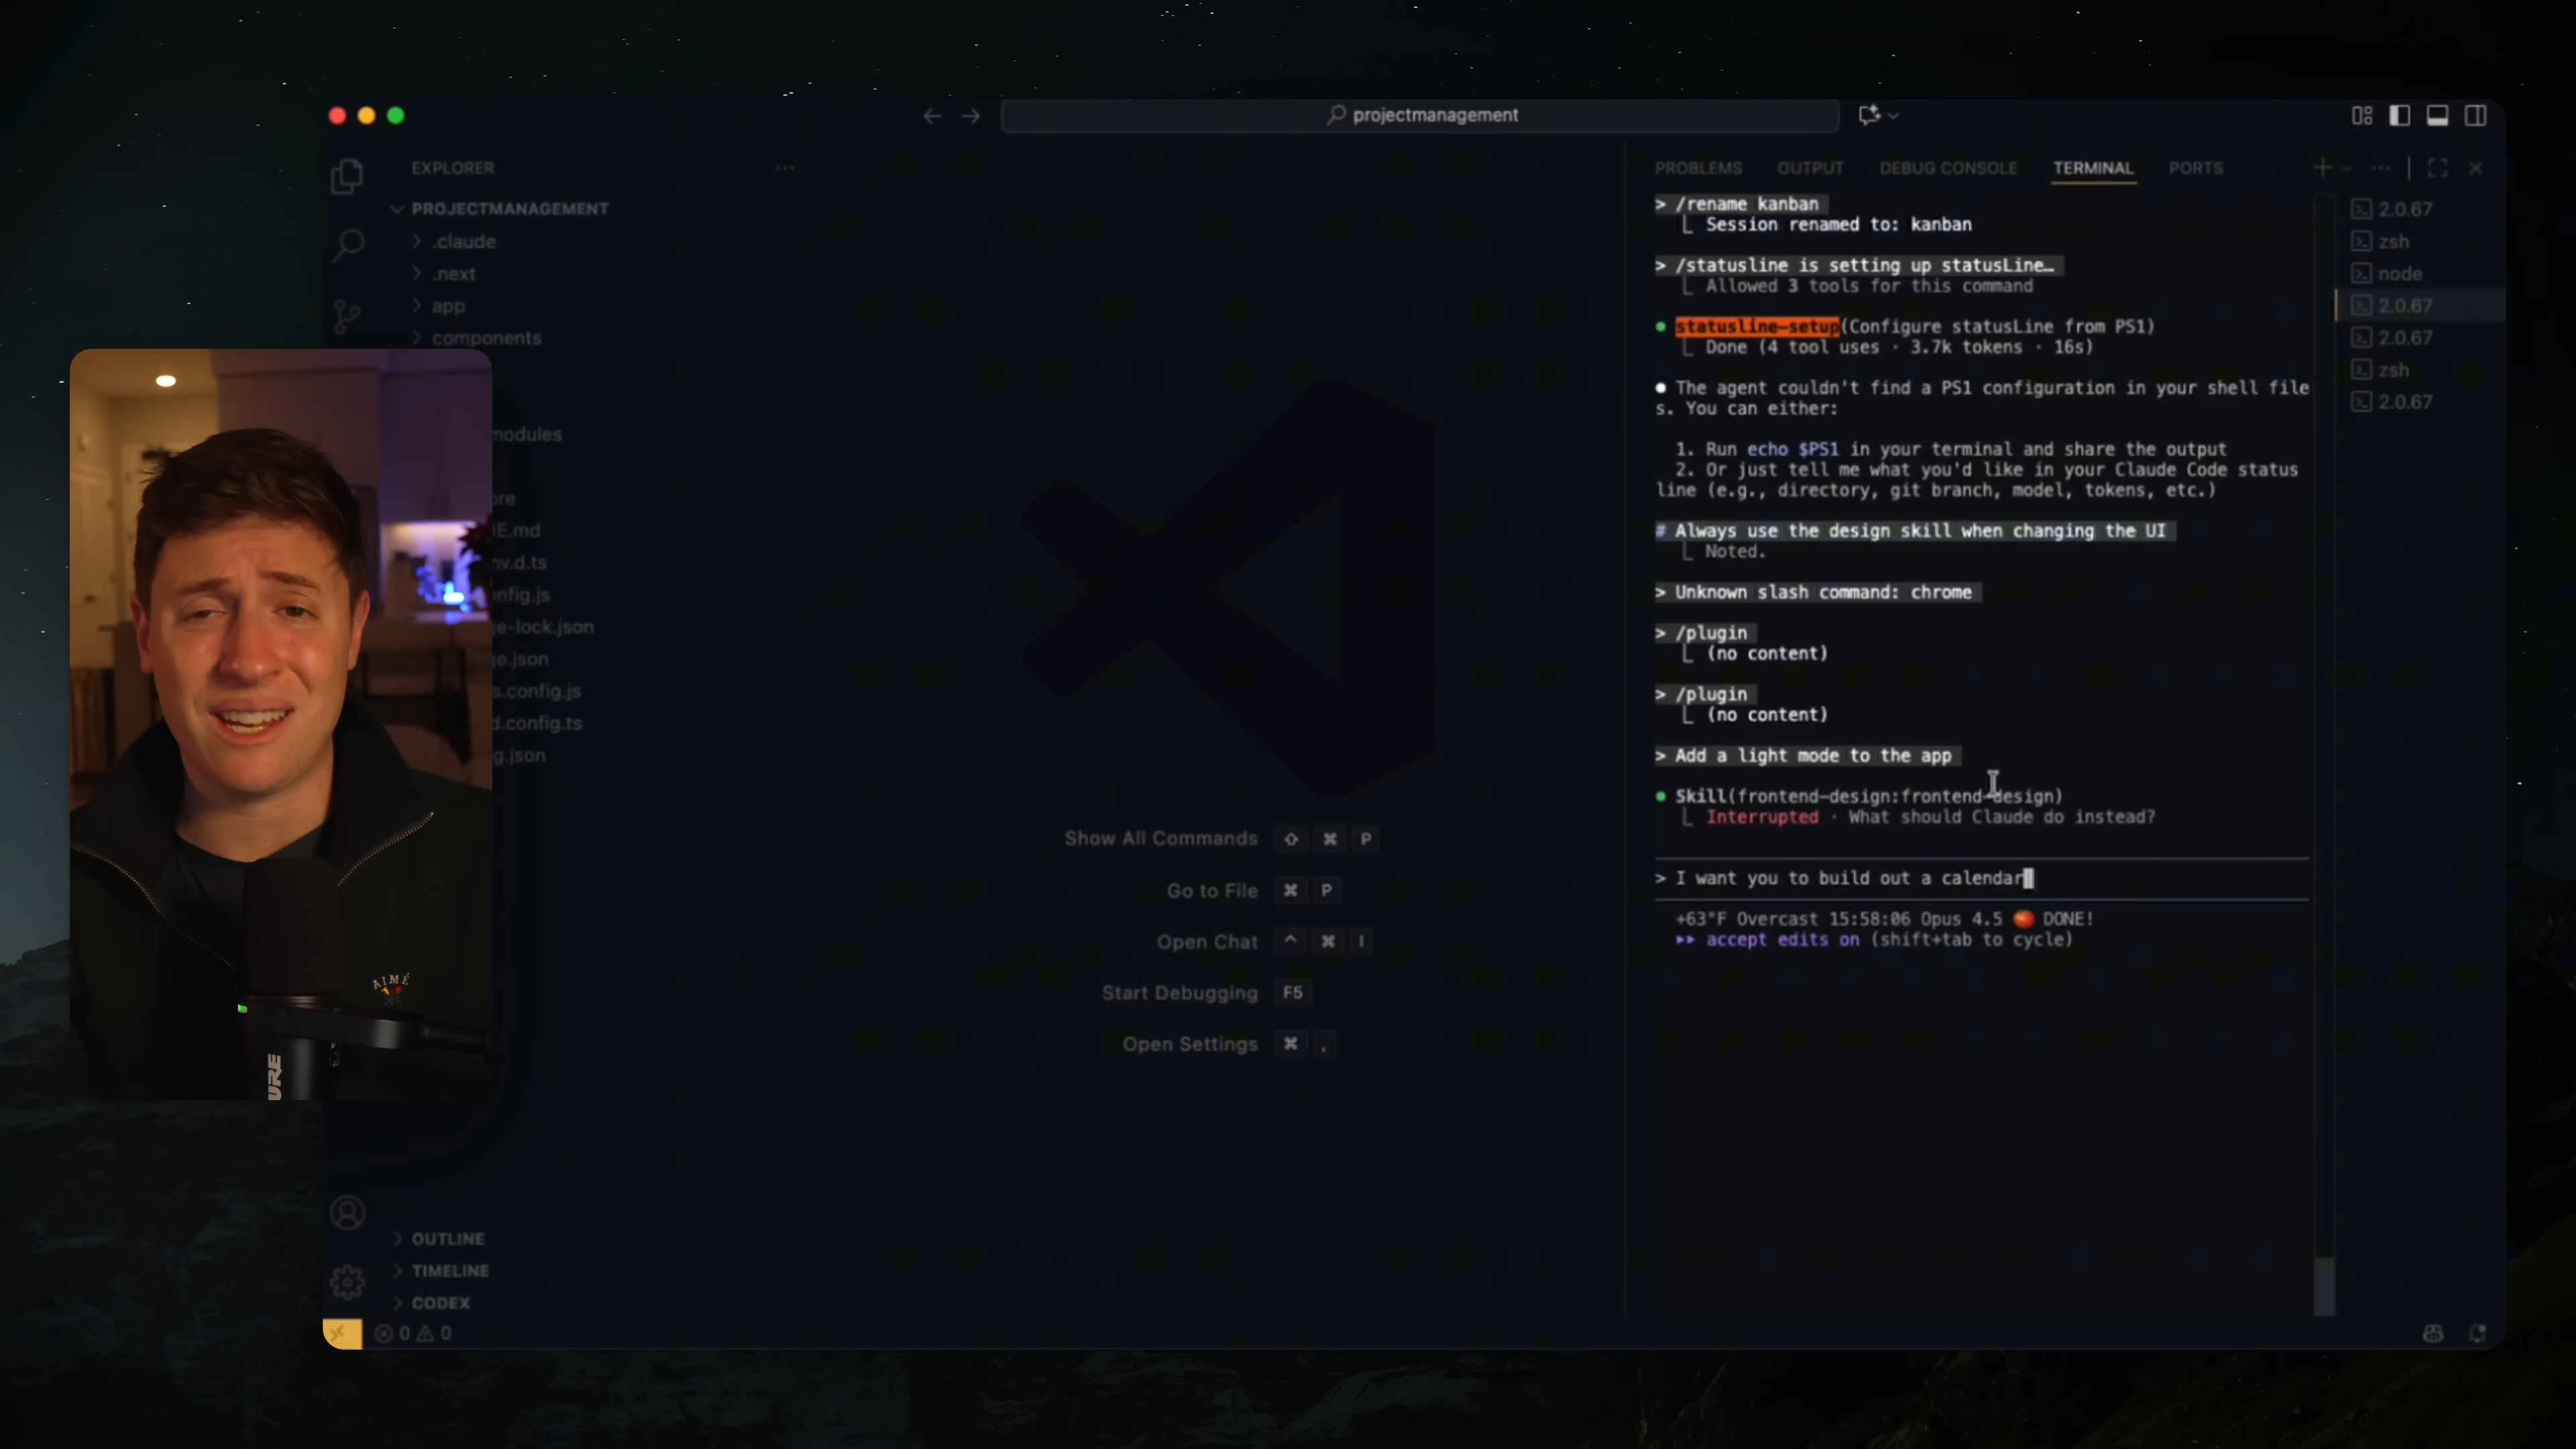 projectmanagement
EXPLORER
PROJECTMANAGEMENT
.claude
.next
app
components
modules
E.md
nv.d.ts
nfig.js
e-lock.json
e.json
s.config.js
d.config.ts
g.json
Show All Commands ⌘ P
Go to File ⌘ P
Open Chat ^ ⌘ I
Start Debugging F5
Open Settings ⌘ ,
OUTLINE
TIMELINE
CODEX
0 0
PROBLEMS OUTPUT DEBUG CONSOLE TERMINAL PORTS
> /rename kanban
Session renamed to: kanban
> /statusline is setting up statusLine…
Allowed 3 tools for this command
statusline-setup(Configure statusLine from PS1)
Done (4 tool uses · 3.7k tokens · 16s)
The agent couldn't find a PS1 configuration in your shell file
s. You can either:
1. Run echo $PS1 in your terminal and share the output
2. Or just tell me what you'd like in your Claude Code status
line (e.g., directory, git branch, model, tokens, etc.)
# Always use the design skill when changing the UI
Noted.
> Unknown slash command: chrome
> /plugin
(no content)
> /plugin
(no content)
> Add a light mode to the app
Skill(frontend-design:frontend-design)
Interrupted · What should Claude do instead?
> I want you to build out a calendar
+63°F Overcast 15:58:06 Opus 4.5 DONE!
accept edits on (shift+tab to cycle)
2.0.67
zsh
node
2.0.67
2.0.67
zsh
2.0.67
AIMÉ
URE